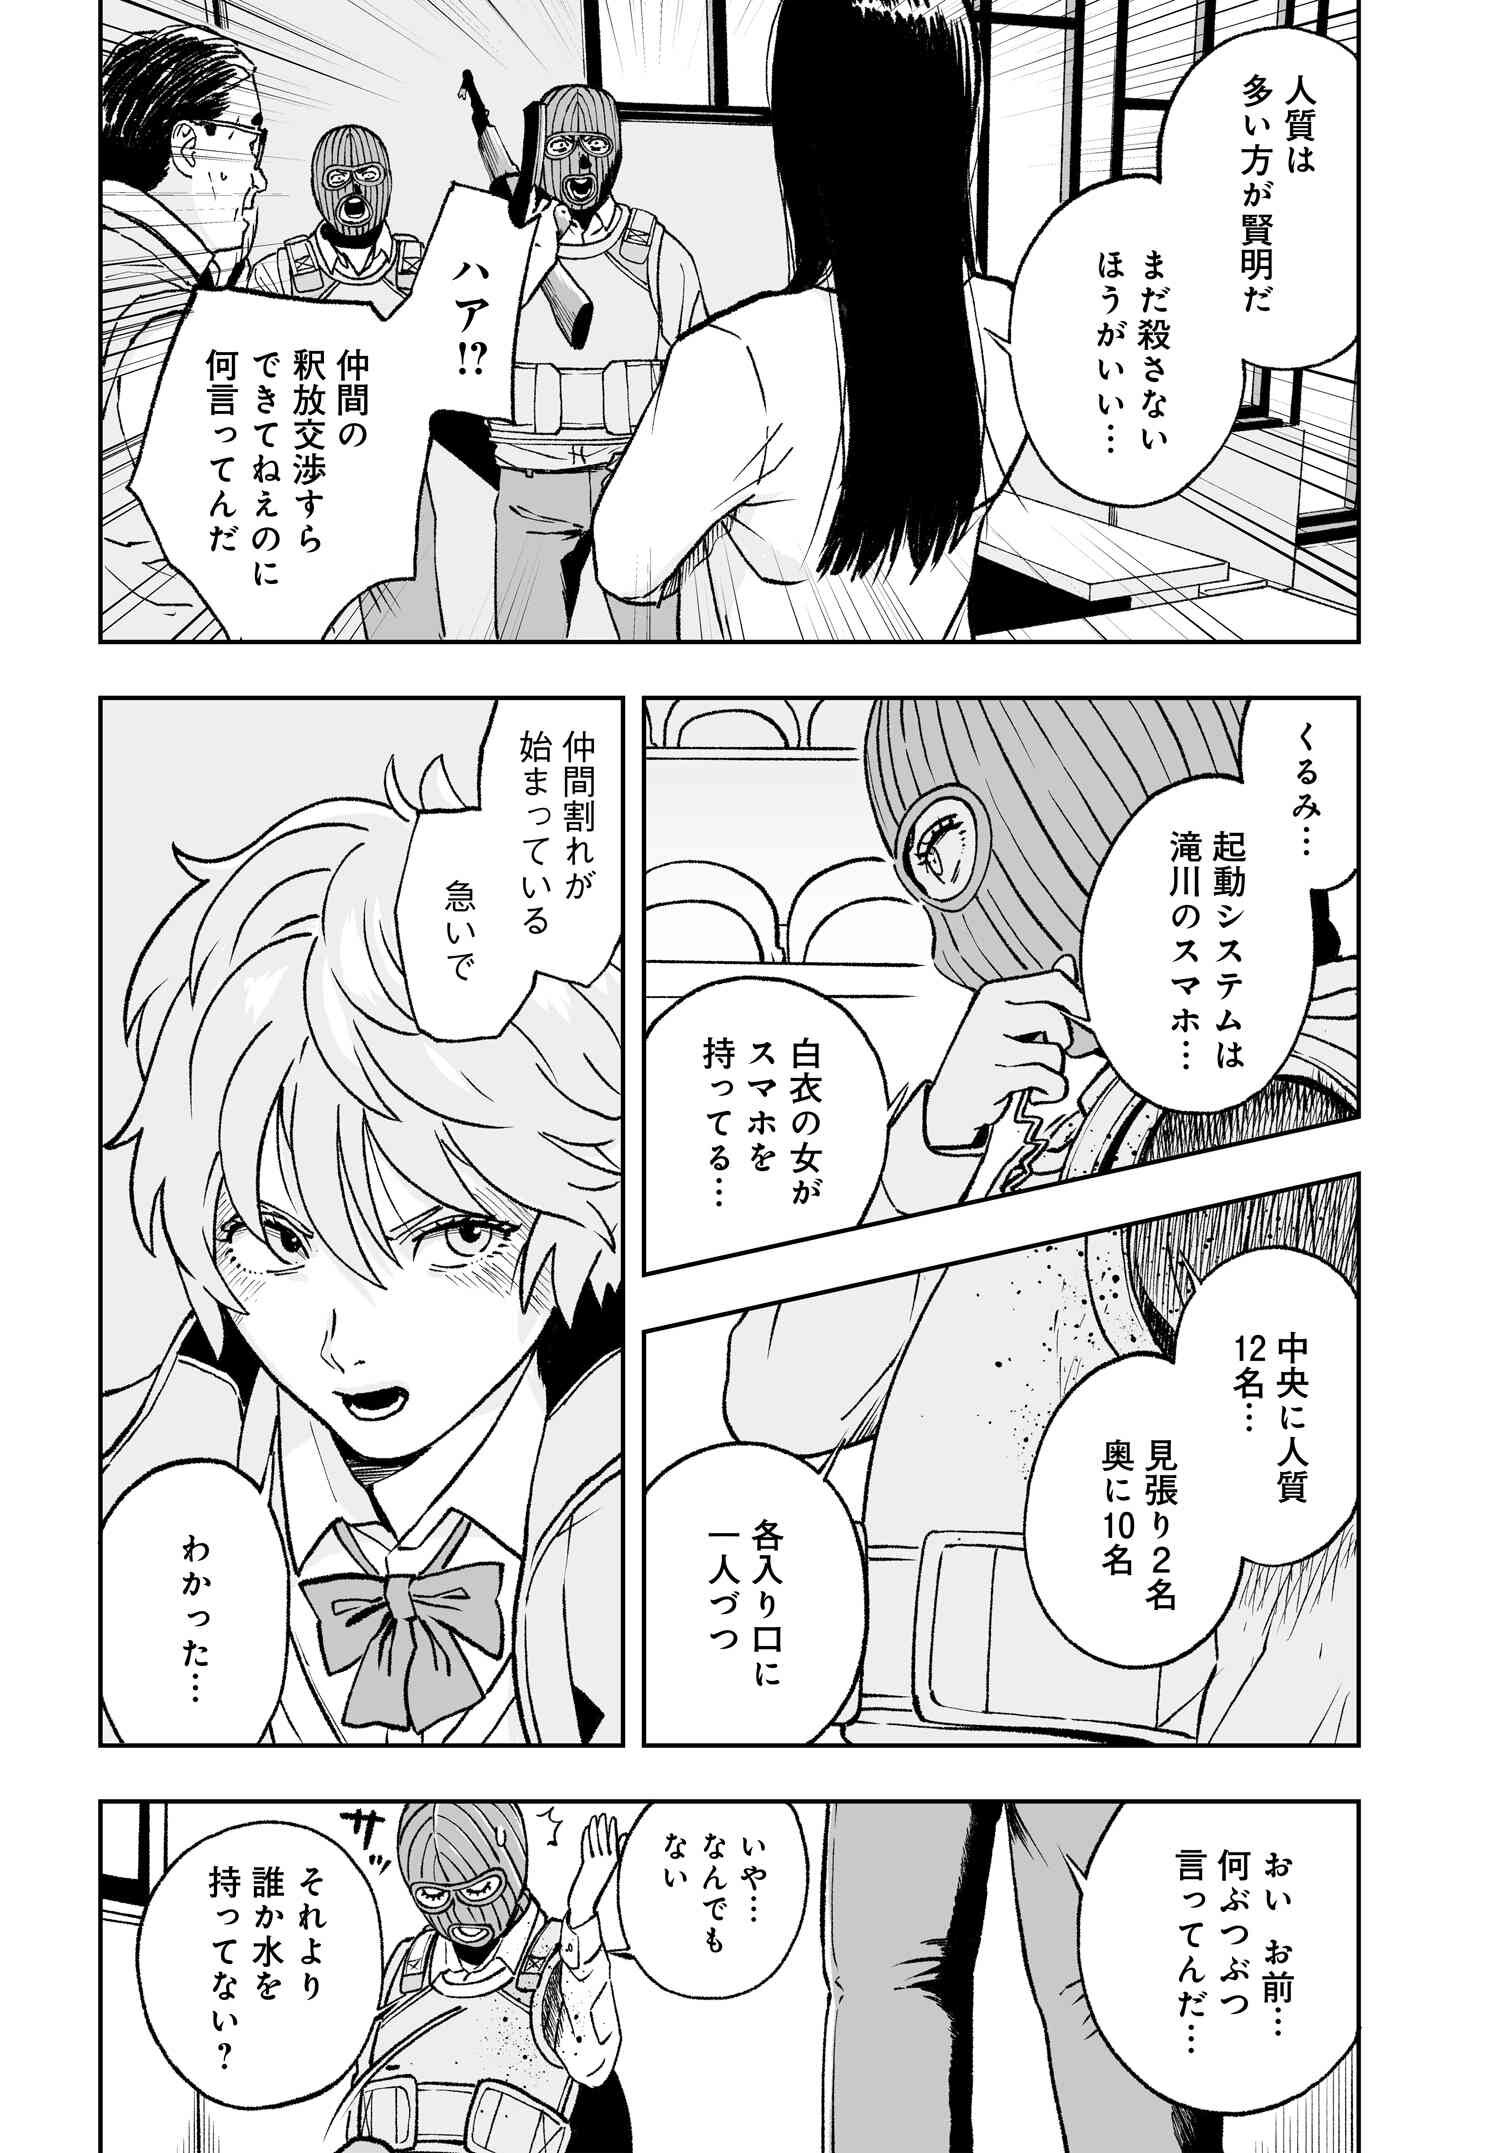 人質は
多い方が賢明だ
まだ殺さない
ほうがいい…
ハア!?
仲間の
釈放交渉すら
できてねえのに
何言ってんだ
くるみ…
起動システムは
滝川のスマホ…
白衣の女が
スマホを
持ってる…
中央に人質
12名…
見張り2名
奥に10名
各入り口に
一人づつ
仲間割れが
始まっている
急いで
わかった…
おい お前…
何ぶつぶつ
言ってんだ…
いや…
なんでも
ない
ザッ
それより
誰か水を
持ってない?